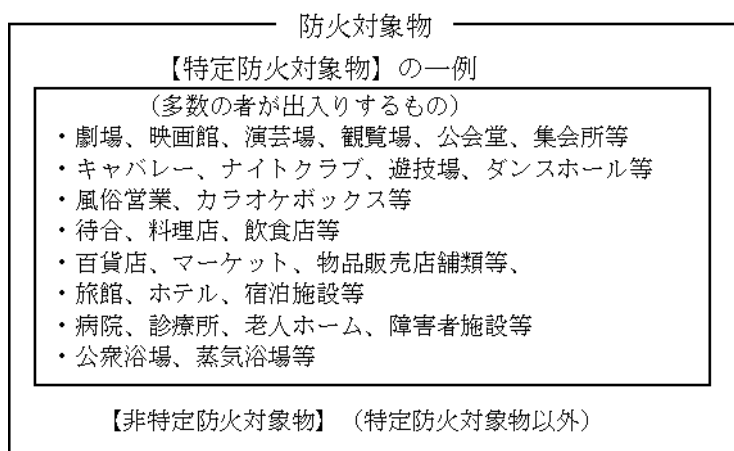 防火対象物
【特定防火対象物】の一例
(多数の者が出入りするもの)
・劇場、映画館、演芸場、観覧場、公会堂、集会所等
・キャバレー、ナイトクラブ、遊技場、ダンスホール等
・風俗営業、カラオケボックス等
・待合、料理店、飲食店等
・百貨店、マーケット、物品販売店舗類等、
・旅館、ホテル、宿泊施設等
・病院、診療所、老人ホーム、障害者施設等
・公衆浴場、蒸気浴場等
【非特定防火対象物】（特定防火対象物以外）